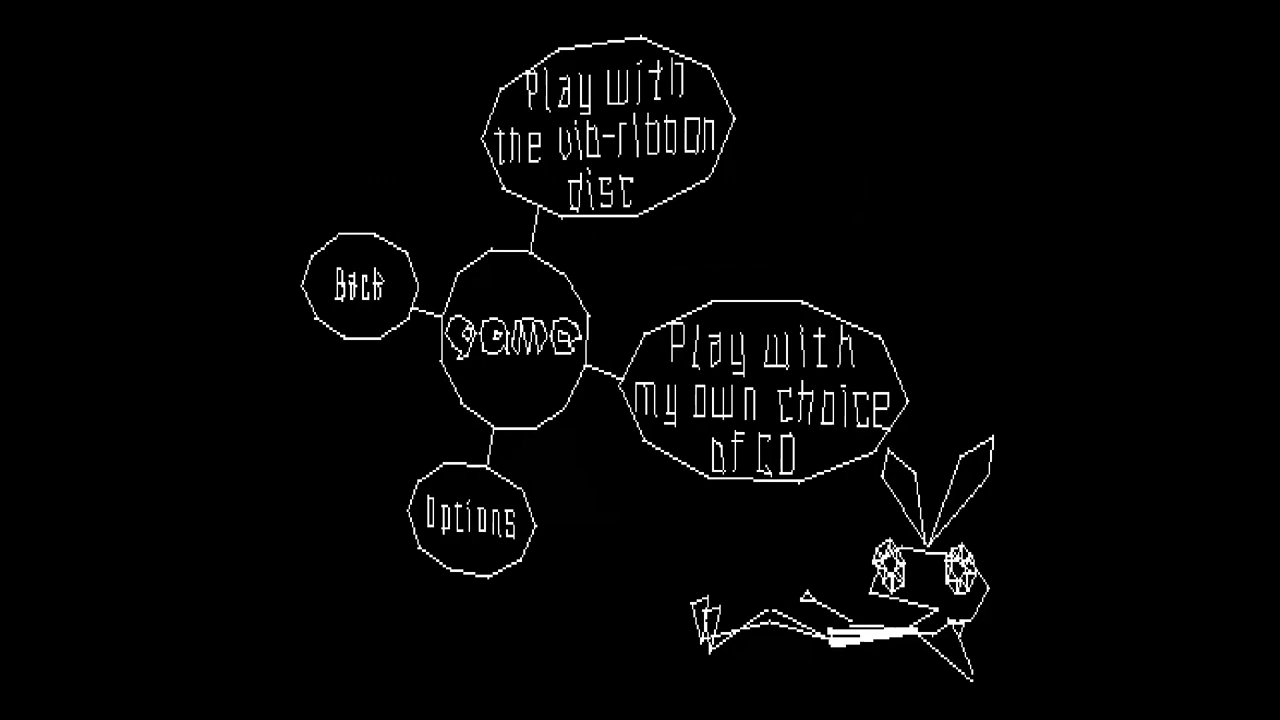 Play with
the vib-ribbon
disc
Back
Game
Play with
my own choice
of CD
Options